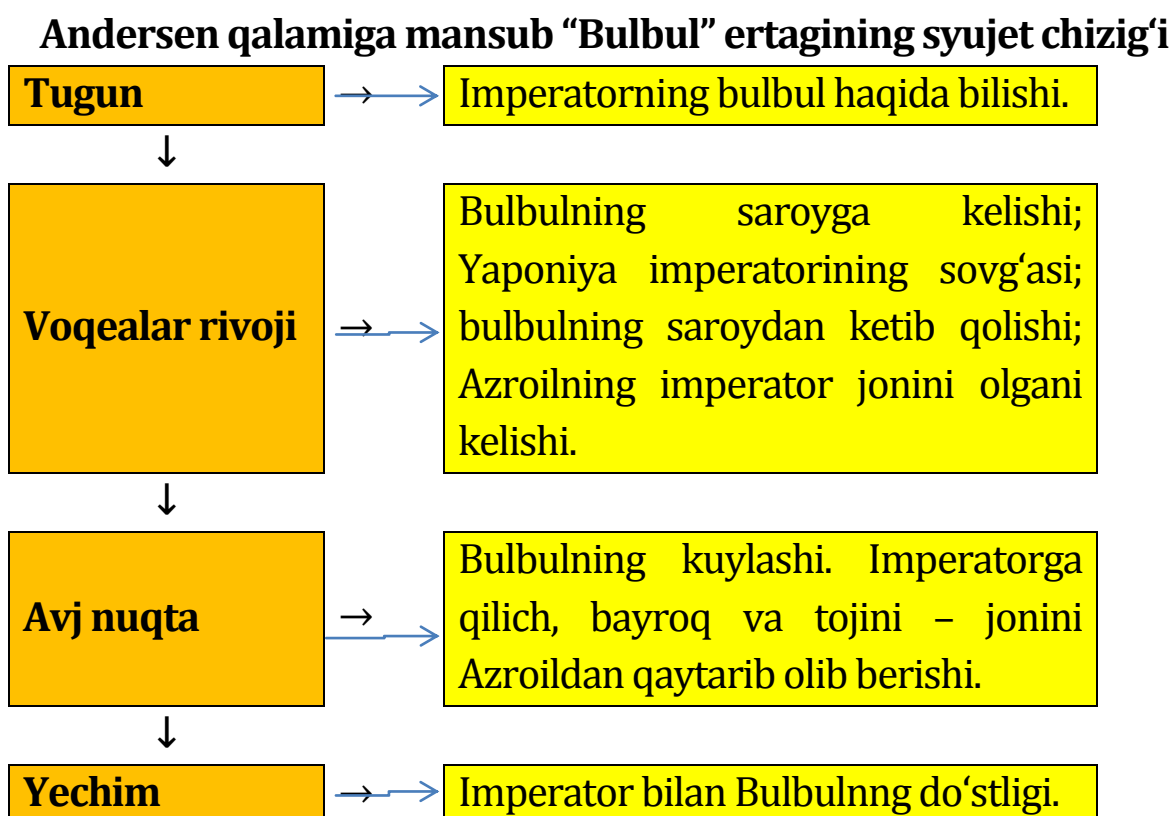 Andersen qalamiga mansub “Bulbul” ertagining syujet chizig‘i
Tugun → Imperatorning bulbul haqida bilishi.
↓
Bulbulning saroyga kelishi;
Yaponiya imperatorining sovg‘asi;
Voqealar rivoji → bulbulning saroydan ketib qolishi;
Azroilning imperator jonini olgani
kelishi.
↓
Bulbulning kuylashi. Imperatorga
Avj nuqta → qilich, bayroq va tojini – jonini
Azroildan qaytarib olib berishi.
↓
Yechim → Imperator bilan Bulbulnng do‘stligi.